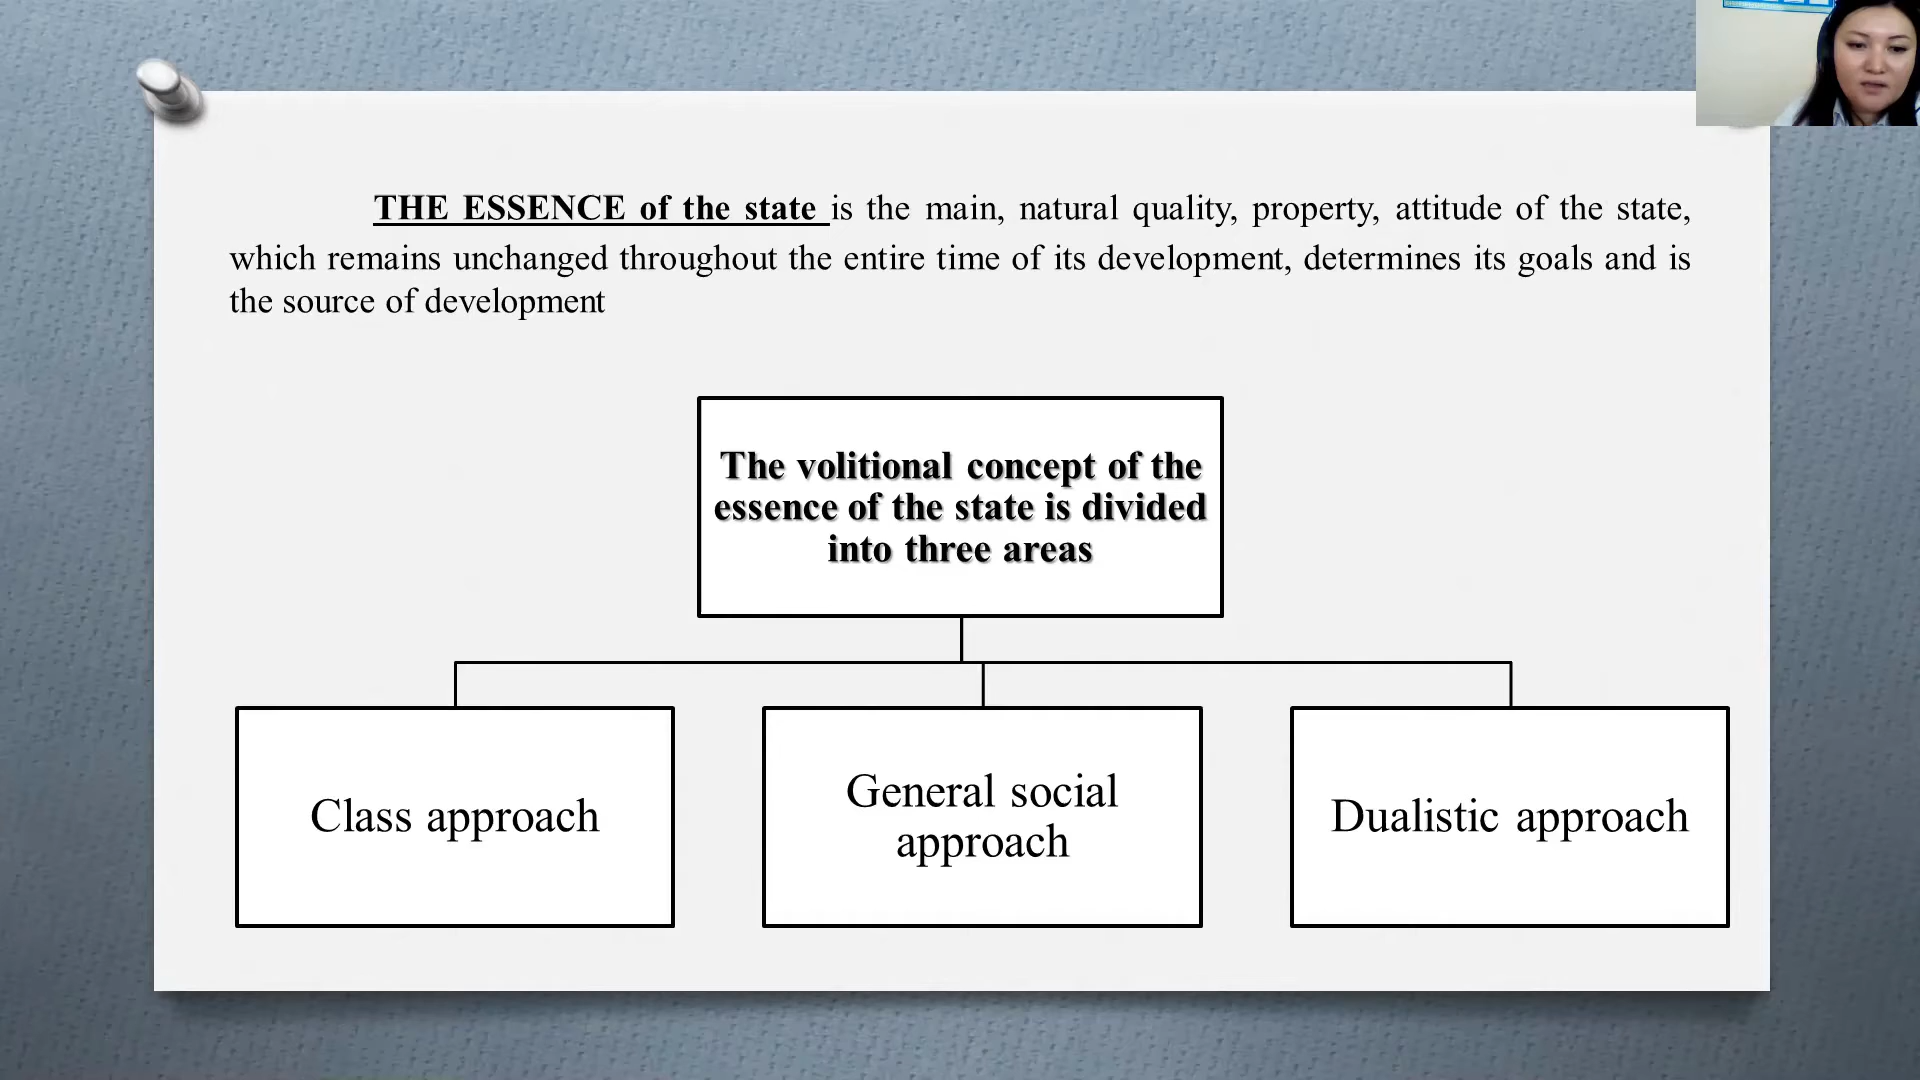 THE ESSENCE of the state is the main, natural quality, property, attitude of the state,
which remains unchanged throughout the entire time of its development, determines its goals and is
the source of development
The volitional concept of the
essence of the state is divided
into three areas
Class approach
General social
approach
Dualistic approach